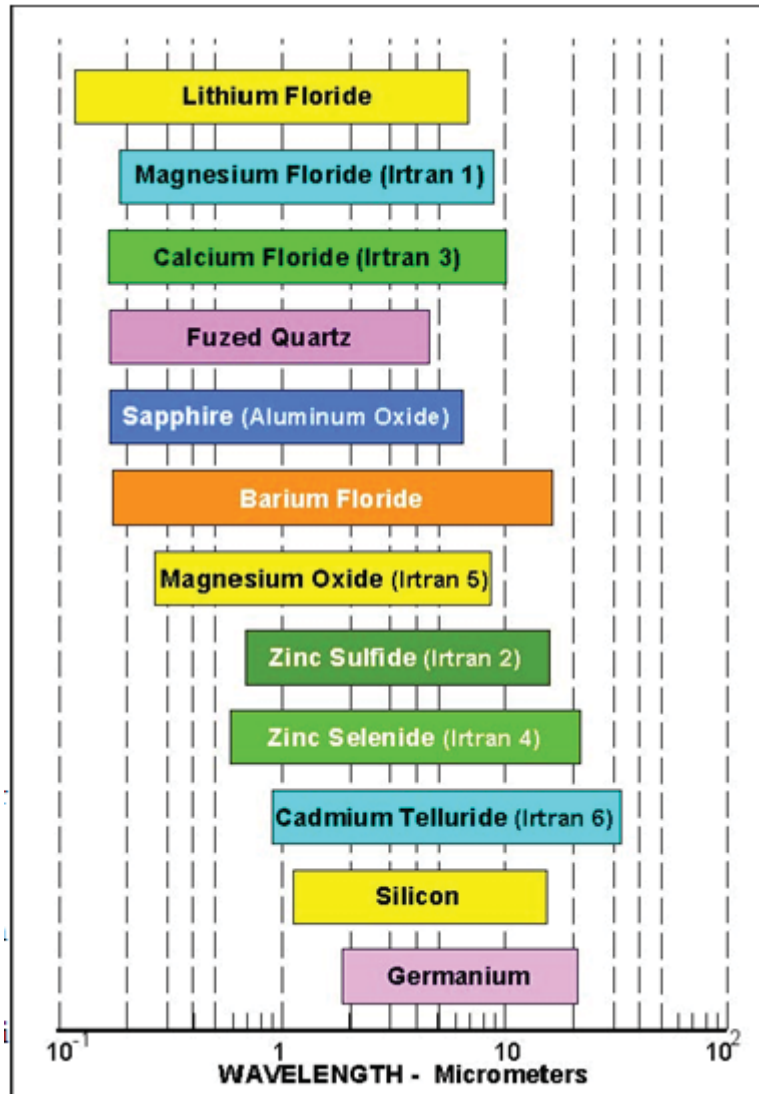 Lithium Floride
Magnesium Floride (Irtran 1)
Calcium Floride (Irtran 3)
Fuzed Quartz
Sapphire (Aluminum Oxide)
Barium Floride
Magnesium Oxide (Irtran 5)
Zinc Sulfide (Irtran 2)
Zinc Selenide (Irtran 4)
Cadmium Telluride (Irtran 6)
Silicon
Germanium
10⁻¹ 1 10 10²
WAVELENGTH - Micrometers